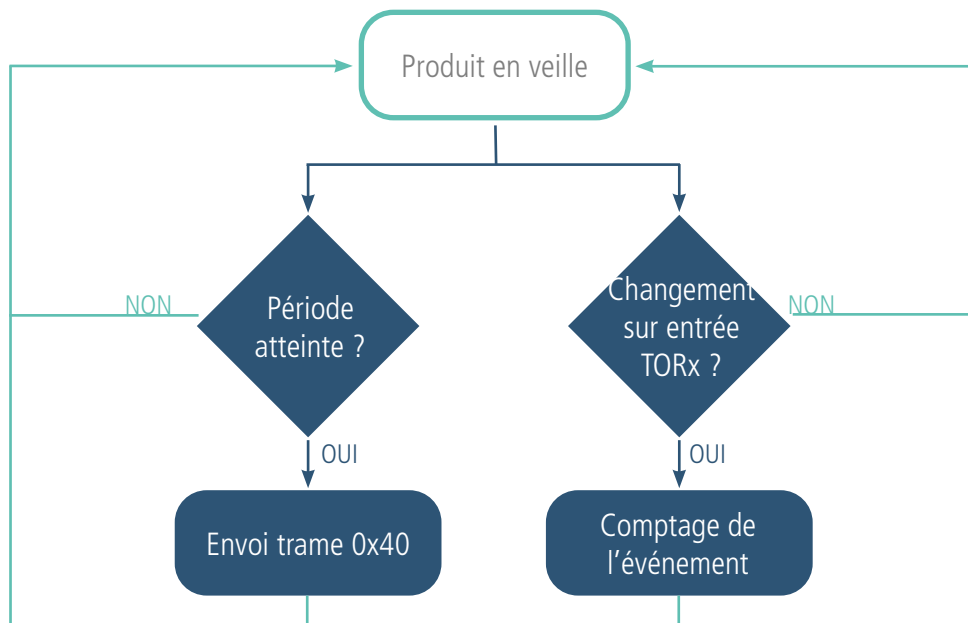 Produit en veille
NON
Période
atteinte ?
Changement
sur entrée
TORx ?
NON
OUI
OUI
Envoi trame 0x40
Comptage de
l'événement